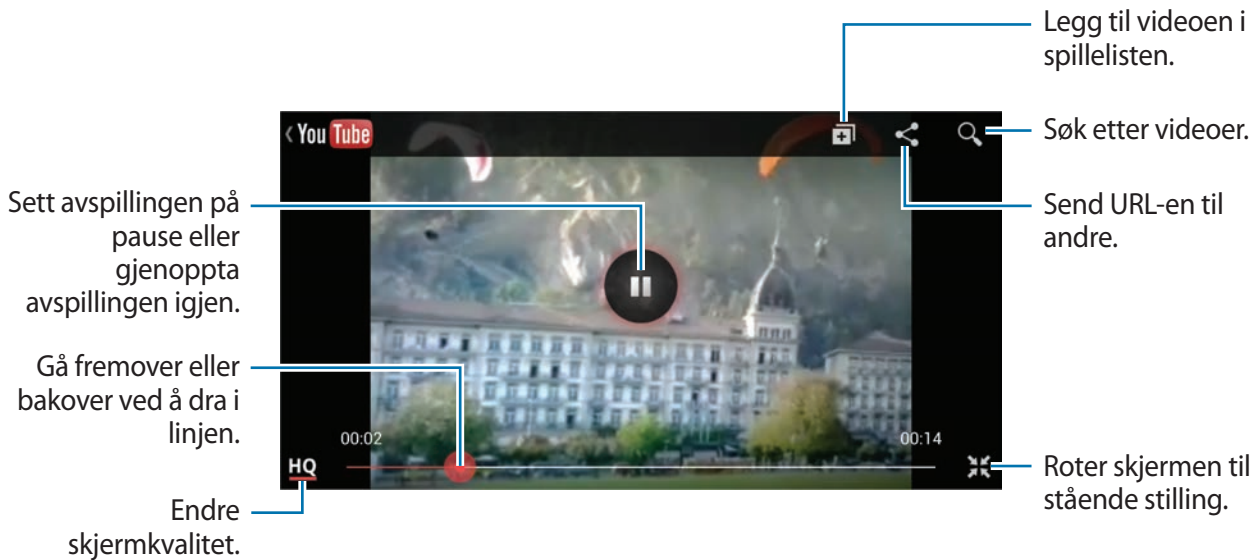 Legg til videoen i
spillelisten.
You Tube
Søk etter videoer.
Sett avspillingen på
pause eller
gjenoppta
avspillingen igjen.
Send URL-en til
andre.
Gå fremover eller
bakover ved å dra i
linjen.
00:02
00:14
HQ
Roter skjermen til
stående stilling.
Endre
skjermkvalitet.